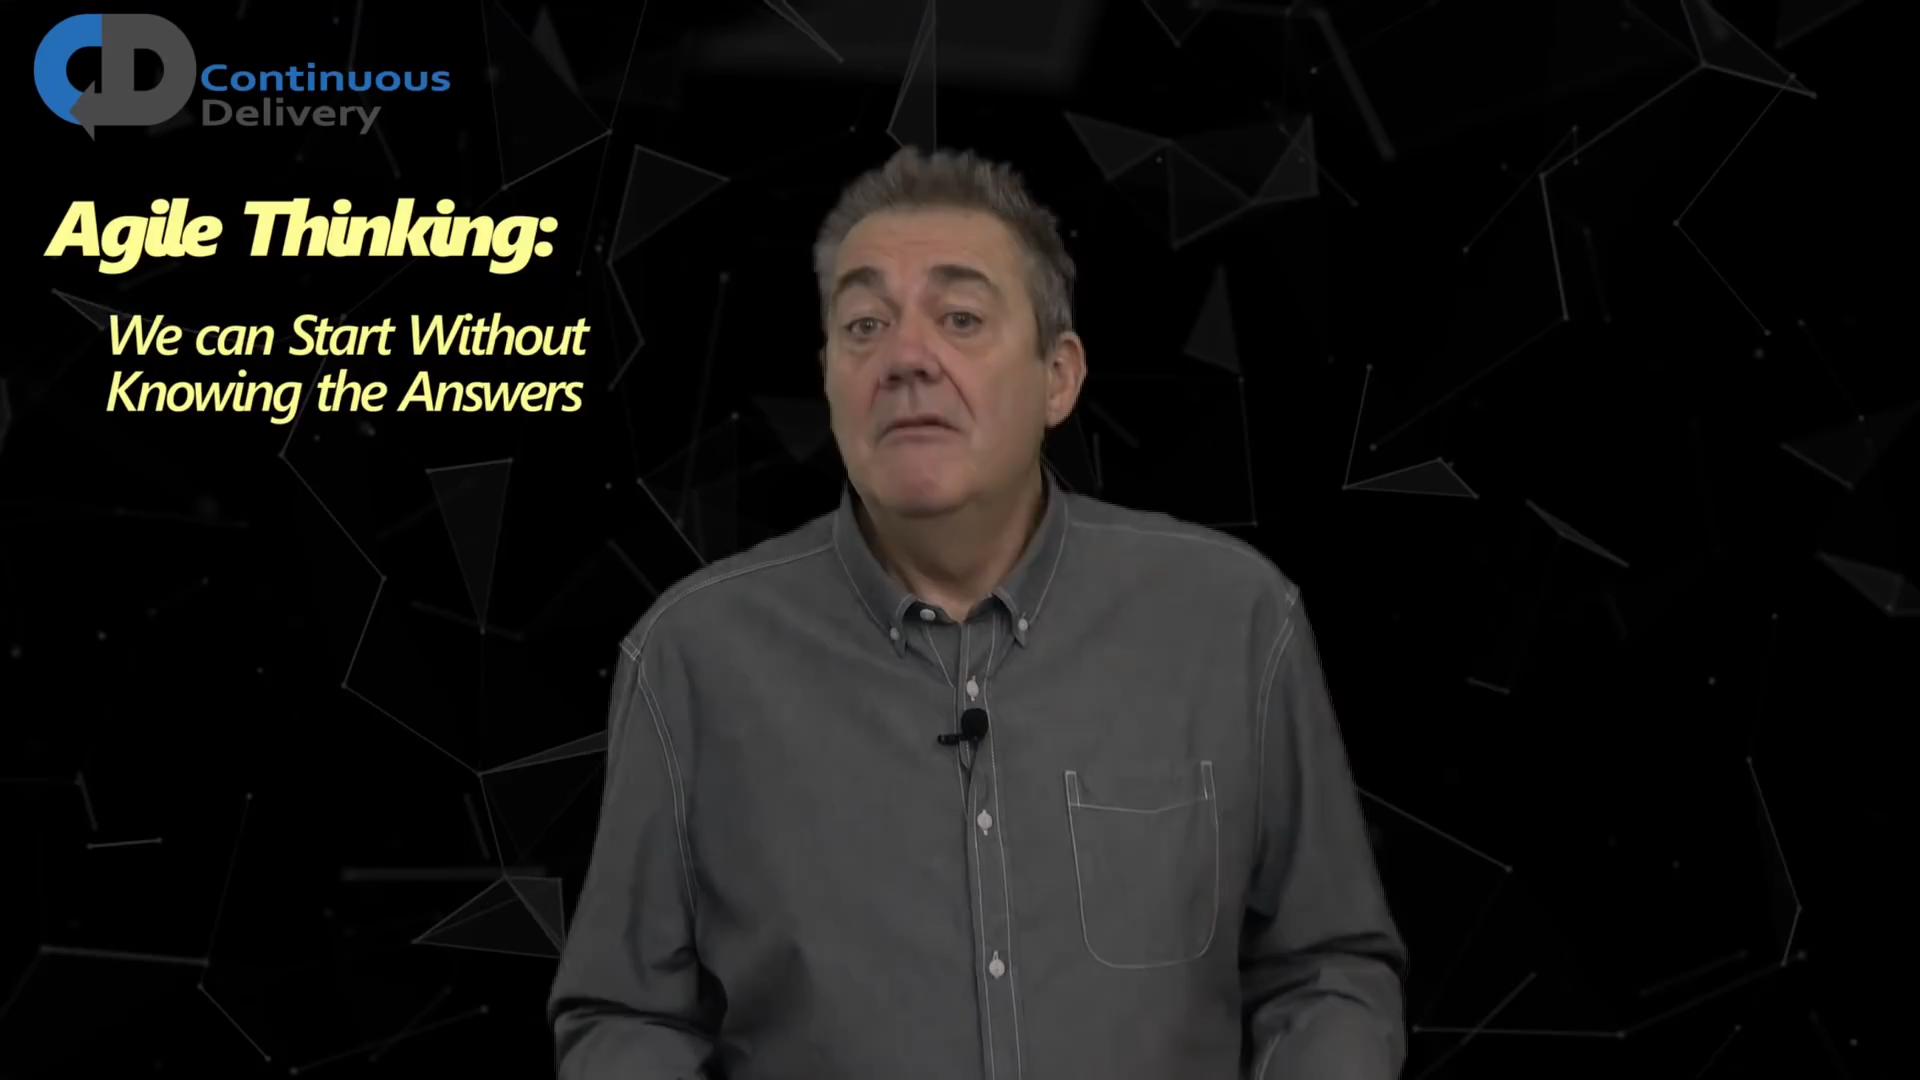 Continuous
Delivery
Agile Thinking:
We can Start Without
Knowing the Answers